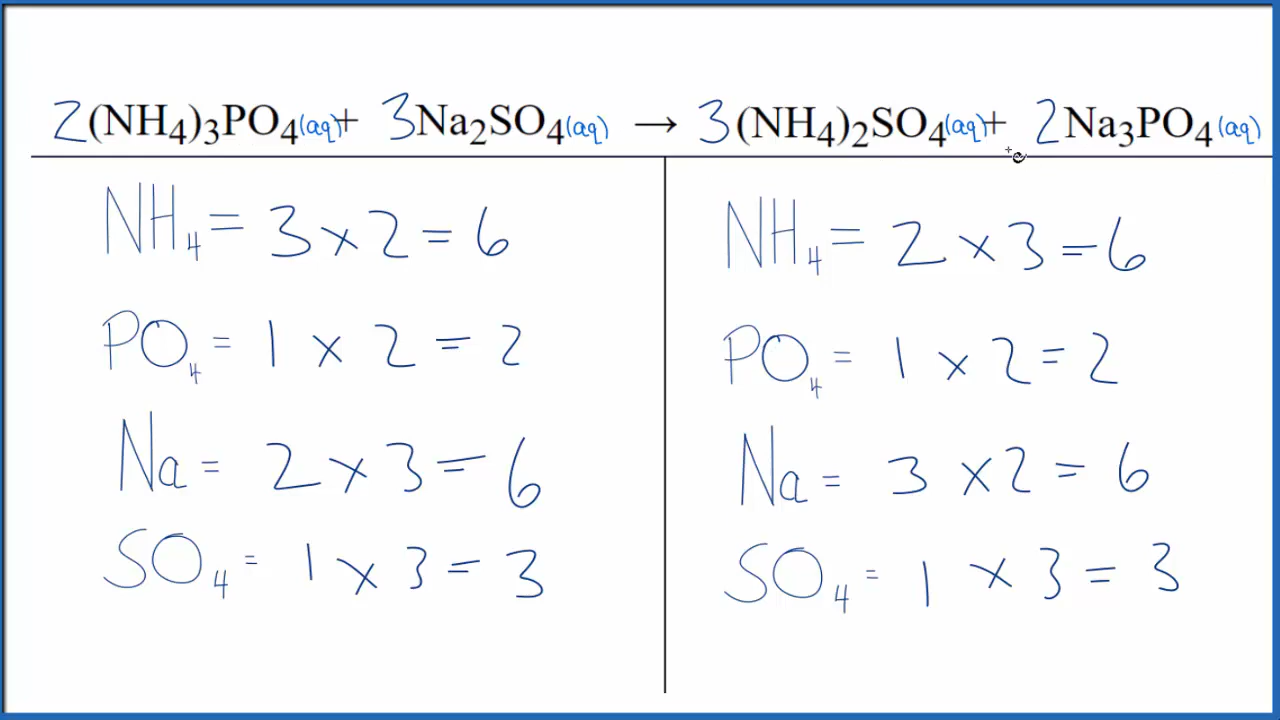 2(NH4)3PO4(aq)+ 3Na2SO4(aq) → 3(NH4)2SO4(aq)+ 2Na3PO4(aq)
NH4 = 3 x 2 = 6
PO4 = 1 x 2 = 2
Na = 2 x 3 = 6
SO4 = 1 x 3 = 3
NH4 = 2 x 3 = 6
PO4 = 1 x 2 = 2
Na = 3 x 2 = 6
SO4 = 1 x 3 = 3